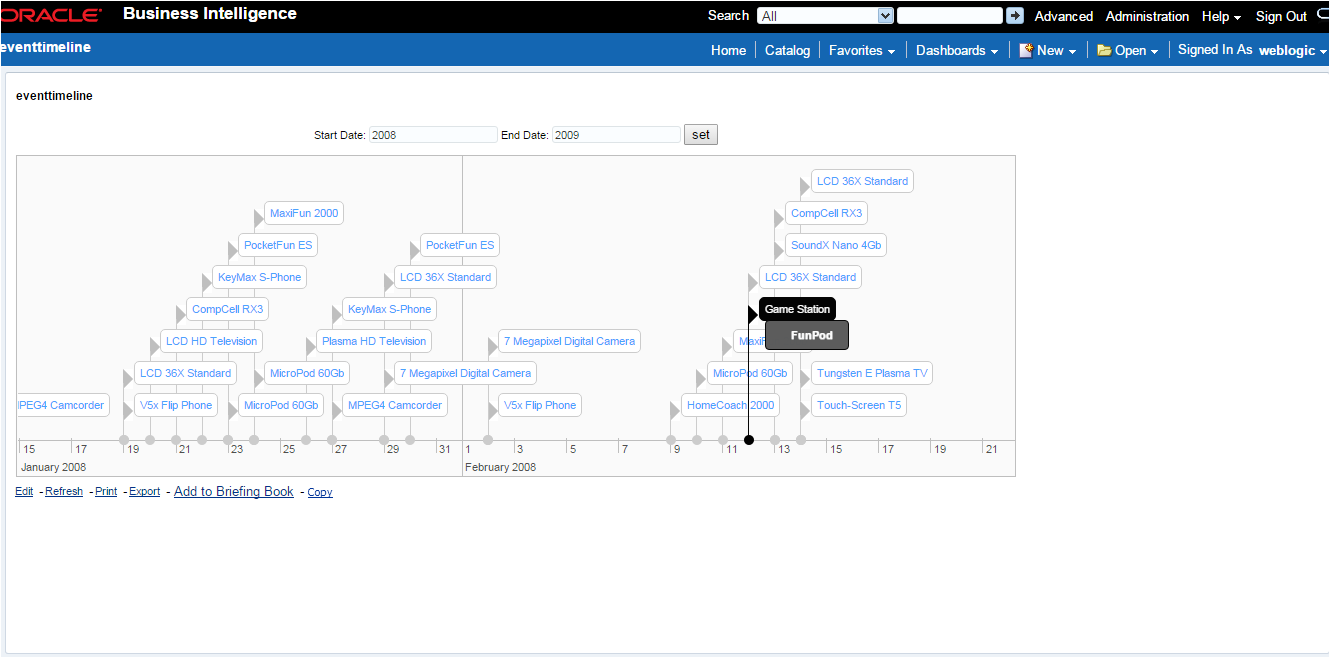 ORACLE Business Intelligence Search All Advanced Administration Help Sign Out
eventtimeline Home Catalog Favorites Dashboards New Open Signed In As weblogic
eventtimeline
Start Date: 2008 End Date: 2009 set
LCD 36X Standard
MaxiFun 2000 CompCell RX3
PocketFun ES PocketFun ES SoundX Nano 4Gb
KeyMax S-Phone LCD 36X Standard LCD 36X Standard
CompCell RX3 KeyMax S-Phone Game Station
LCD HD Television Plasma HD Television 7 Megapixel Digital Camera FunPod
LCD 36X Standard MicroPod 60Gb 7 Megapixel Digital Camera MicroPod 60Gb Tungsten E Plasma TV
MPEG4 Camcorder V5x Flip Phone MicroPod 60Gb MPEG4 Camcorder V5x Flip Phone HomeCoach 2000 Touch-Screen T5
15 17 19 21 23 25 27 29 31 1 3 5 7 9 11 13 15 17 19 21
January 2008 February 2008
Edit - Refresh - Print - Export - Add to Briefing Book - Copy